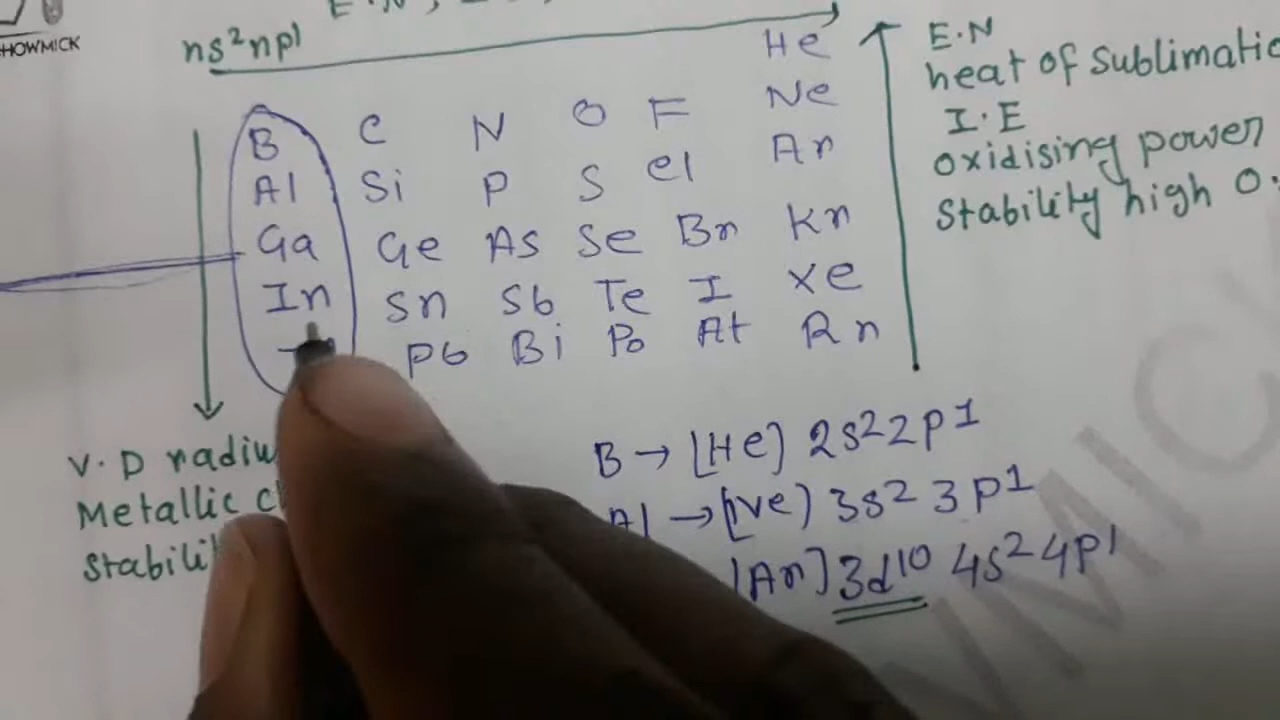 HOWMICK
E.N,
ns²np¹
He
B C N O F Ne
Al Si P S Cl Ar
Ga Ge As Se Br Kr
In Sn Sb Te I Xe
Pb Bi Po At Rn
E.N
heat of sublimatio
I.E
oxidising power
Stability high O.
V.D radiu
Metallic c
Stabili
B → [He] 2s² 2p¹
Al → [Ne] 3s² 3p¹
[Ar] 3d¹⁰ 4s² 4p¹